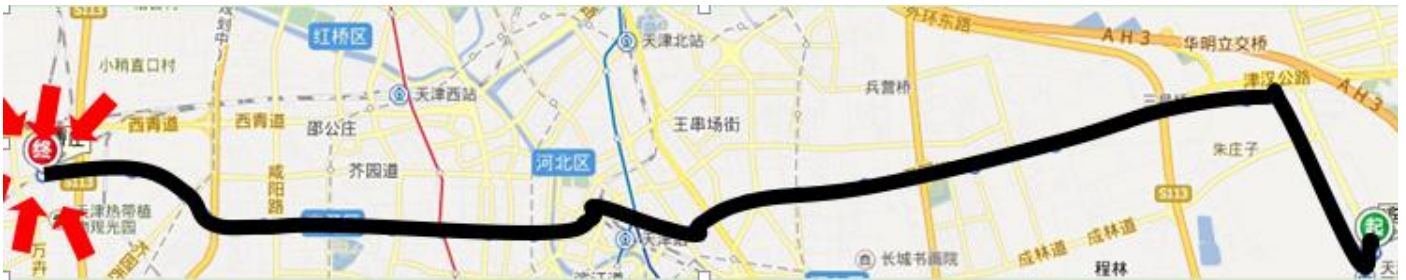 S113
红桥区
天津北站
外环东路
AH3
华明立交桥
小稍直口村
天津西站
兵营桥
津汉公路
AH3
西青道
西青道
邵公庄
王串场街
终
河北区
朱庄子
芥园道
咸阳路
S113
S113
起
天津热带植
物观光园
成林道
成林道
长城书画院
程林